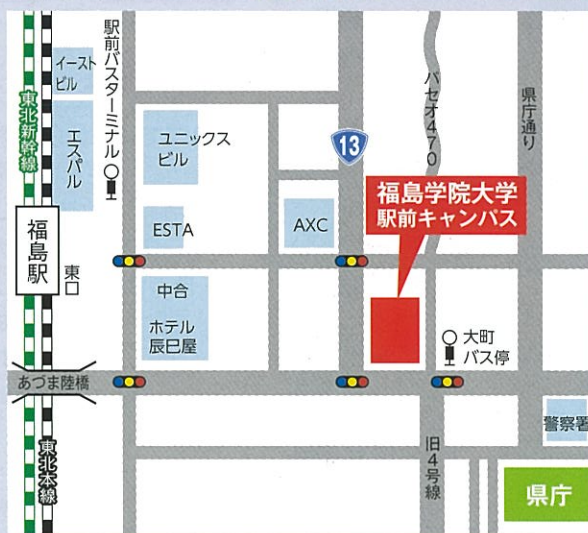 イースト
ビル
駅前バスターミナル
東北新幹線
エスパル
福島駅
東口
ユニックス
ビル
ESTA
中合
ホテル
辰巳屋
AXC
13
パセオ470
県庁通り
福島学院大学
駅前キャンパス
大町
バス停
あづま陸橋
東北本線
旧4号線
警察署
県庁